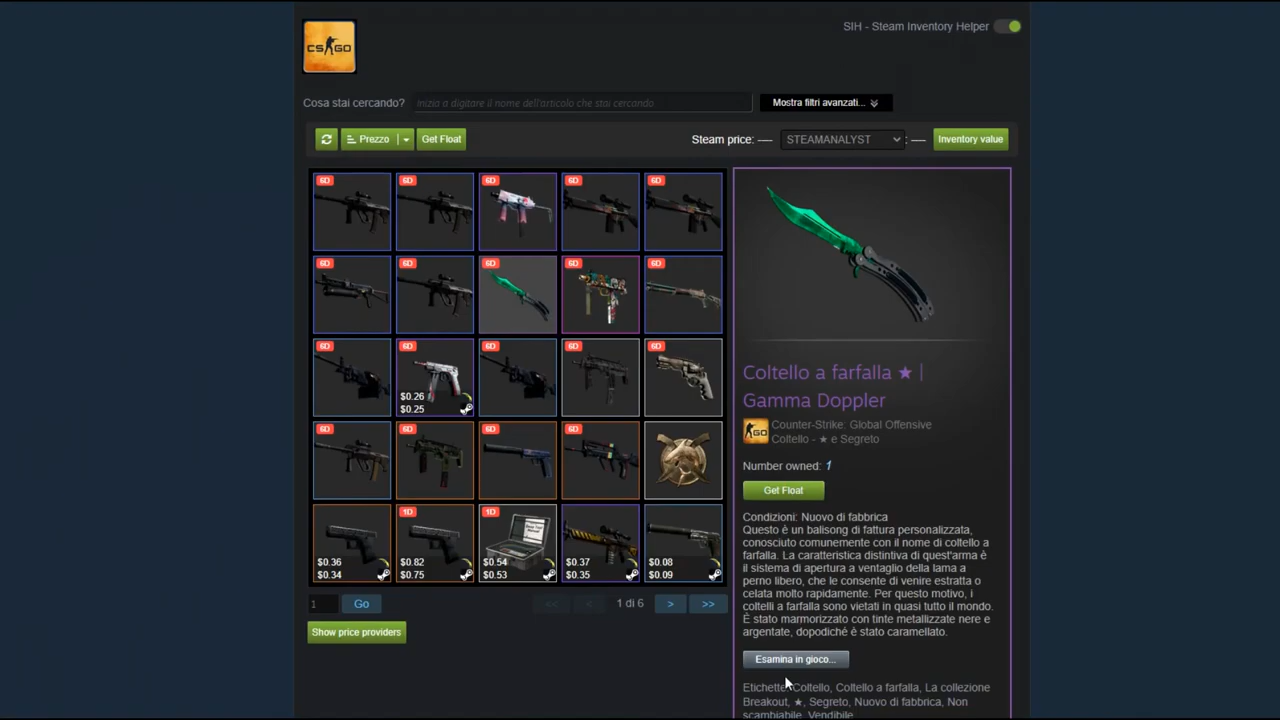 CS GO
SIH - Steam Inventory Helper
Cosa stai cercando?
Inizia a digitare il nome dell'articolo che stai cercando
Mostra filtri avanzati...
Prezzo
Get Float
Steam price: ----
STEAMANALYST
: ----
Inventory value
6D 6D 6D 6D 6D
6D 6D 6D 6D 6D
6D 6D 6D 6D 6D
$0.26
$0.25
6D 6D 6D 6D
1D 1D
$0.36 $0.82 $0.54 $0.37 $0.08
$0.34 $0.75 $0.53 $0.35 $0.09
1
Go
<<
<
1 di 6
>
>>
Show price providers
Coltello a farfalla ★ |
Gamma Doppler
Counter-Strike: Global Offensive
Coltello - ★ e Segreto
Number owned: 1
Get Float
Condizioni: Nuovo di fabbrica
Questo è un balisong di fattura personalizzata,
conosciuto comunemente con il nome di coltello a
farfalla. La caratteristica distintiva di quest'arma è
il sistema di apertura a ventaglio della lama a
perno libero, che le consente di venire estratta o
celata molto rapidamente. Per questo motivo, i
coltelli a farfalla sono vietati in quasi tutto il mondo.
È stato marmorizzato con tinte metallizzate nere e
argentate, dopodiché è stato caramellato.
Esamina in gioco...
Etichette: Coltello, Coltello a farfalla, La collezione
Breakout, ★, Segreto, Nuovo di fabbrica, Non
scambiabile, Vendibile